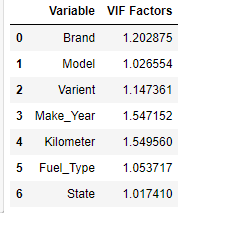 Variable VIF Factors
0 Brand 1.202875
1 Model 1.026554
2 Varient 1.147361
3 Make_Year 1.547152
4 Kilometer 1.549560
5 Fuel_Type 1.053717
6 State 1.017410